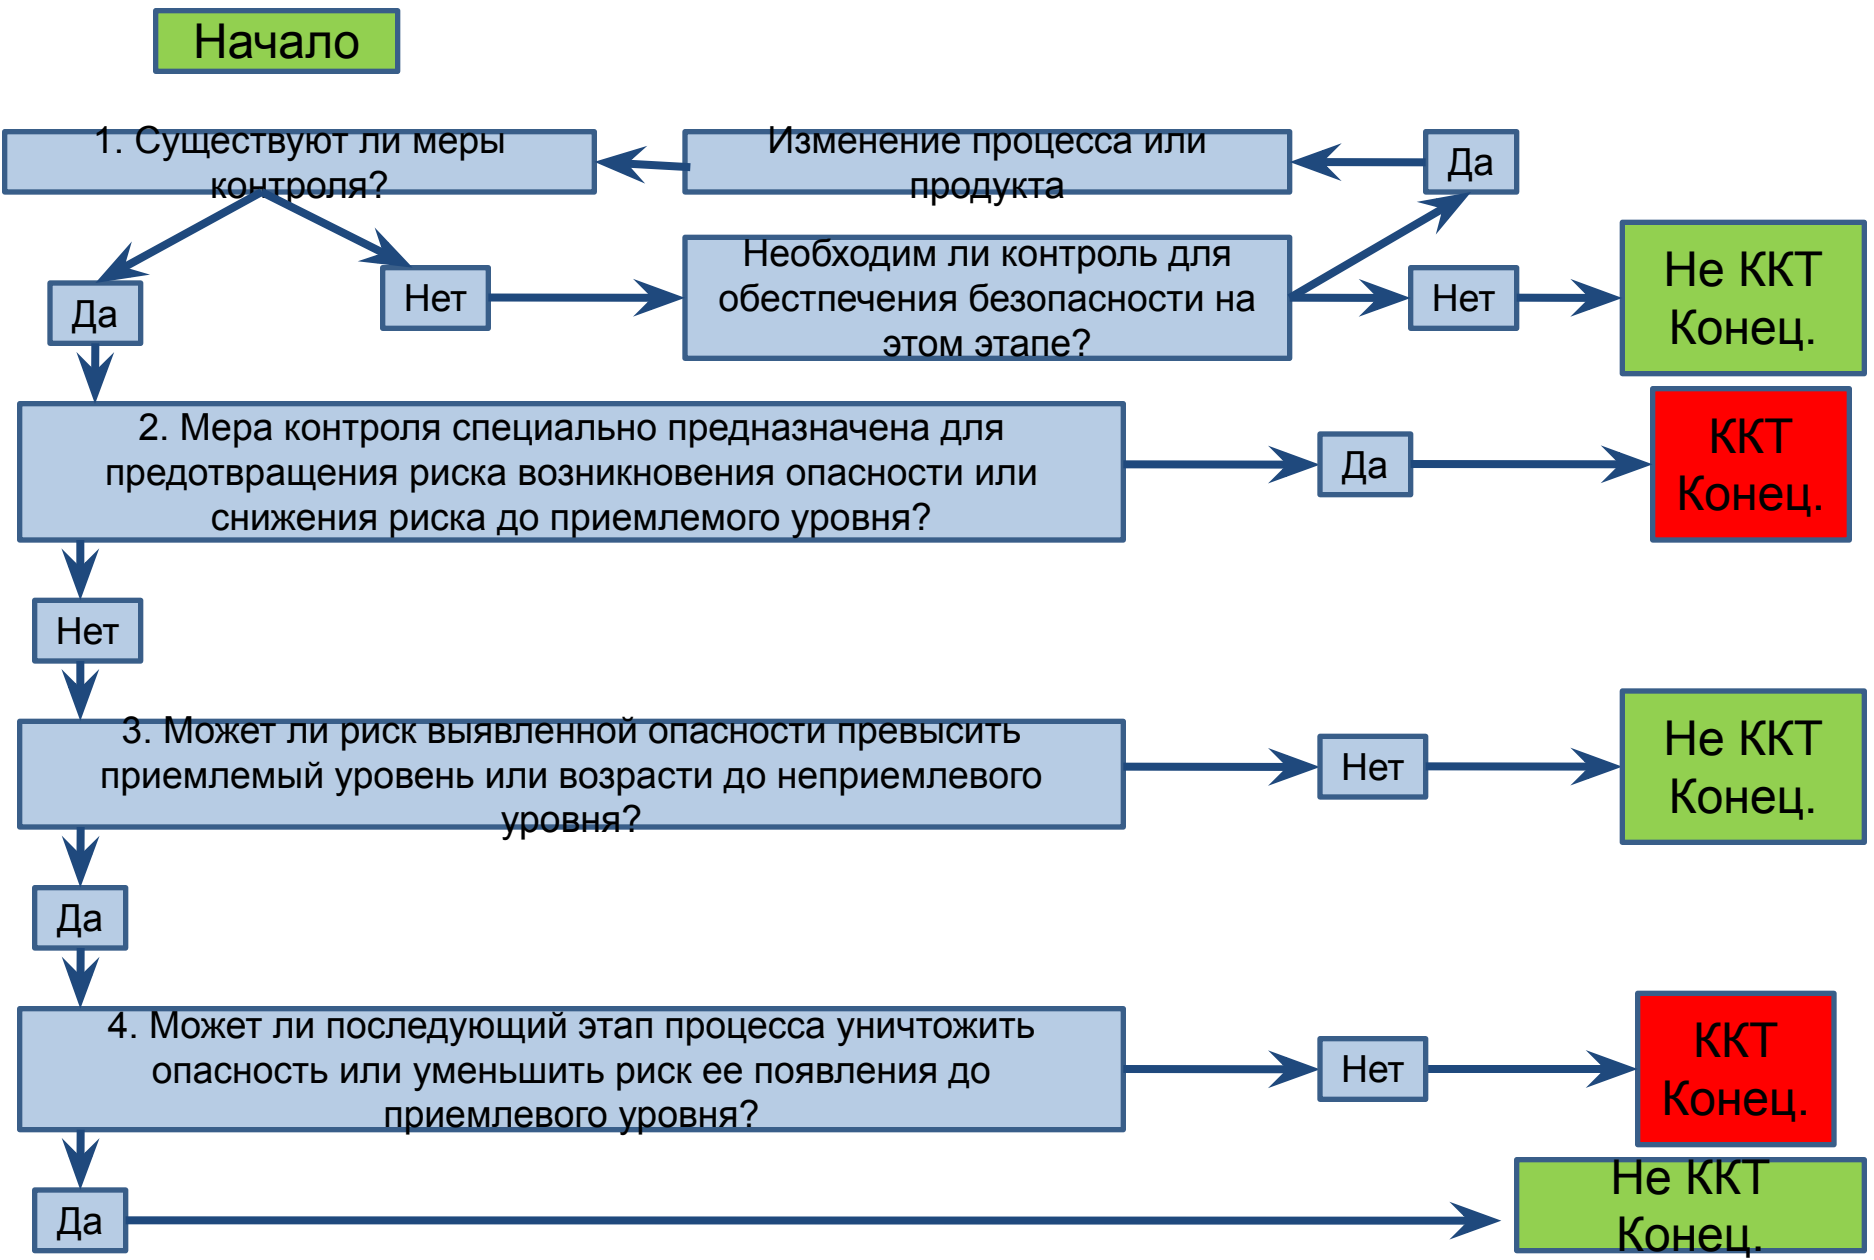 Начало
1. Существуют ли меры
контроля?
Изменение процесса или
продукта
Да
Да
Нет
Необходим ли контроль для
обестпечения безопасности на
этом этапе?
Нет
Не ККТ
Конец.
2. Мера контроля специально предназначена для
предотвращения риска возникновения опасности или
снижения риска до приемлемого уровня?
Да
ККТ
Конец.
Нет
3. Может ли риск выявленной опасности превысить
приемлемый уровень или возрасти до неприемлевого
уровня?
Нет
Не ККТ
Конец.
Да
4. Может ли последующий этап процесса уничтожить
опасность или уменьшить риск ее появления до
приемлевого уровня?
Нет
ККТ
Конец.
Да
Не ККТ
Конец.